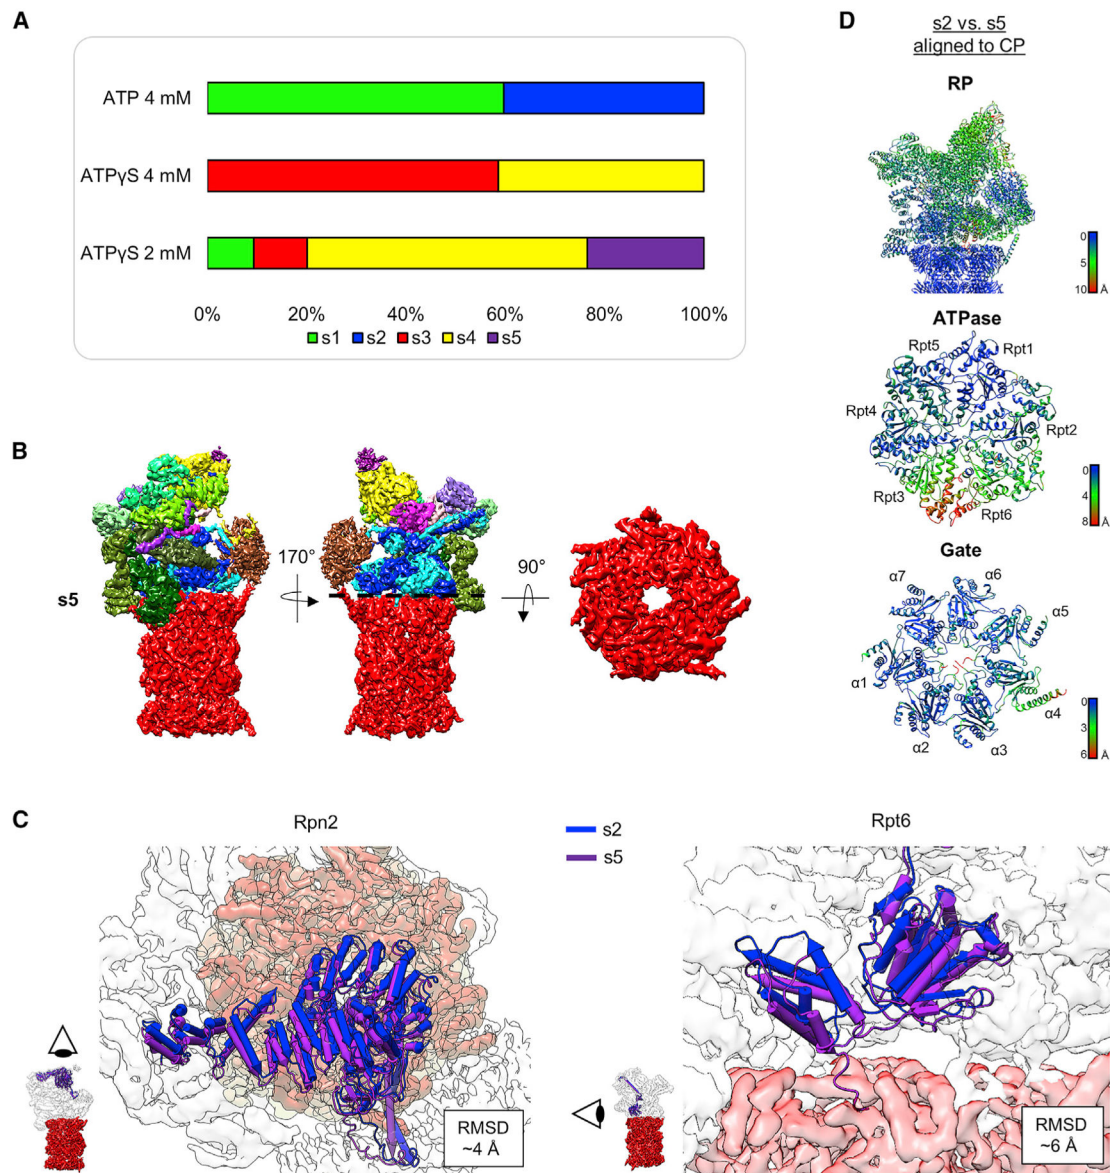 A
ATP 4 mM
ATPγS 4 mM
ATPγS 2 mM
0% 20% 40% 60% 80% 100%
s1 s2 s3 s4 s5
B
s5
170°
90°
C
Rpn2
s2
s5
Rpt6
RMSD
~4 Å
RMSD
~6 Å
D
s2 vs. s5
aligned to CP
RP
0
5
10 Å
ATPase
Rpt5
Rpt1
Rpt4
Rpt2
Rpt3
Rpt6
0
4
8 Å
Gate
α7
α6
α5
α1
α4
α2
α3
0
3
6 Å